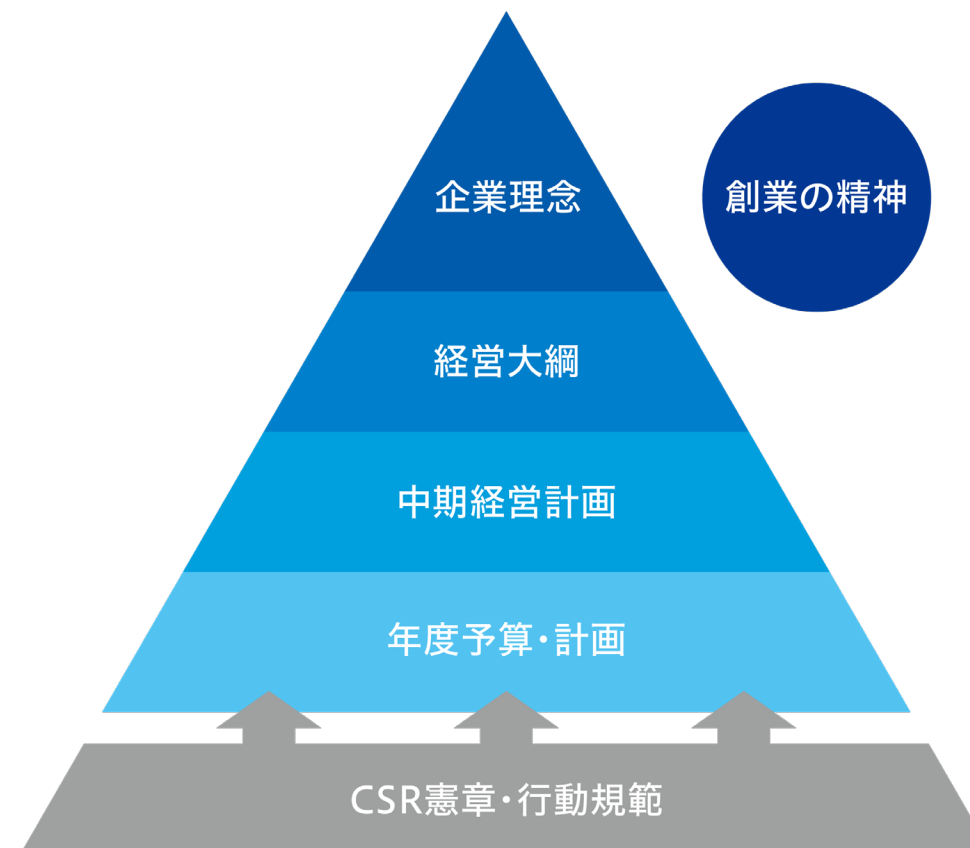 企業理念
創業の精神
経営大綱
中期経営計画
年度予算・計画
CSR憲章・行動規範